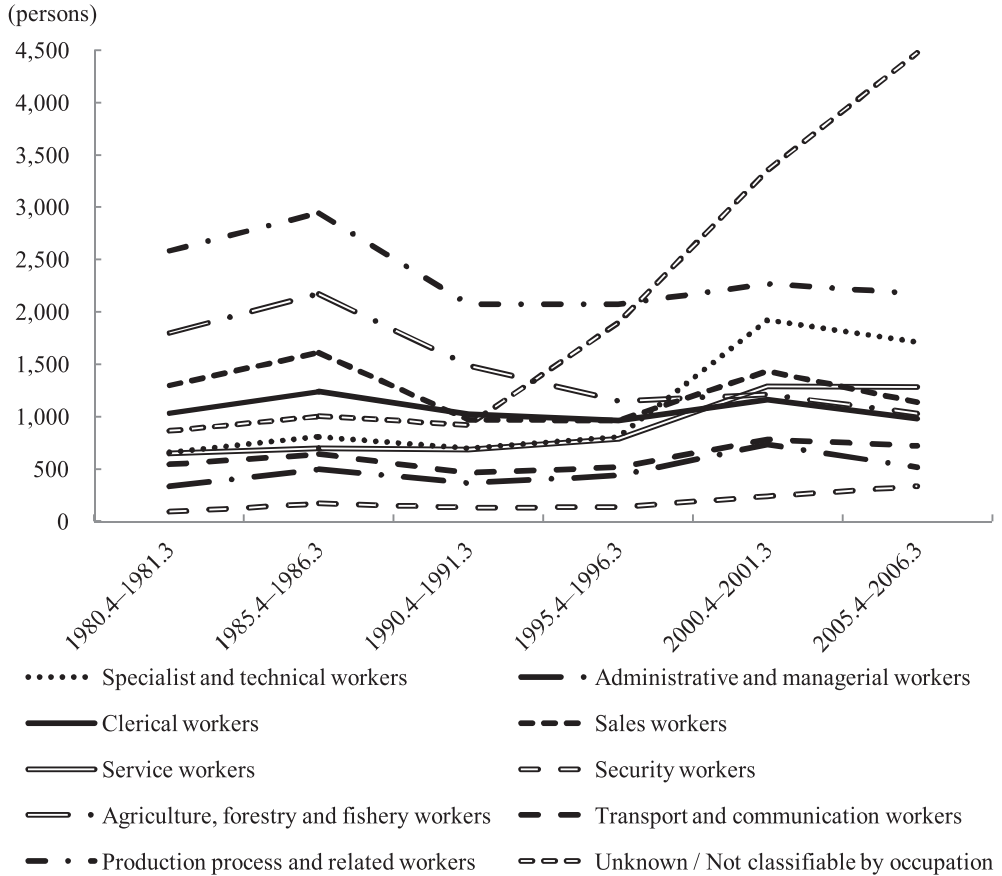 (persons)
4,500
4,000
3,500
3,000
2,500
2,000
1,500
1,000
500
0
1980.4–1981.3
1985.4–1986.3
1990.4–1991.3
1995.4–1996.3
2000.4–2001.3
2005.4–2006.3
Specialist and technical workers
Administrative and managerial workers
Clerical workers
Sales workers
Service workers
Security workers
Agriculture, forestry and fishery workers
Transport and communication workers
Production process and related workers
Unknown / Not classifiable by occupation